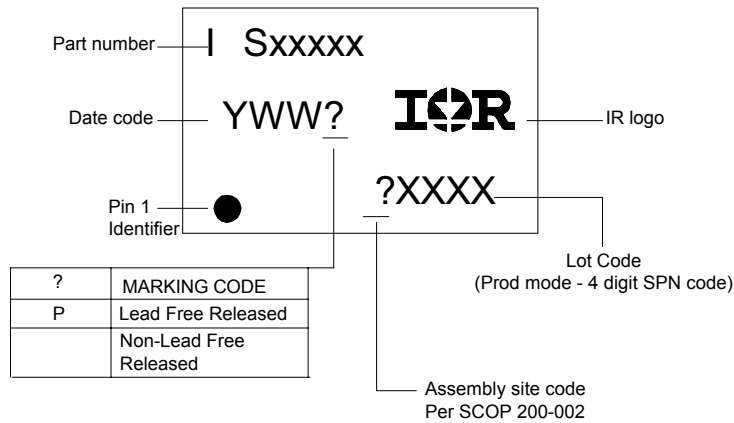 Part number
I Sxxxxx
Date code
YWW?
IOR
IR logo
?XXXX
Pin 1
Identifier
Lot Code
(Prod mode - 4 digit SPN code)
? MARKING CODE
P Lead Free Released
Non-Lead Free
Released
Assembly site code
Per SCOP 200-002